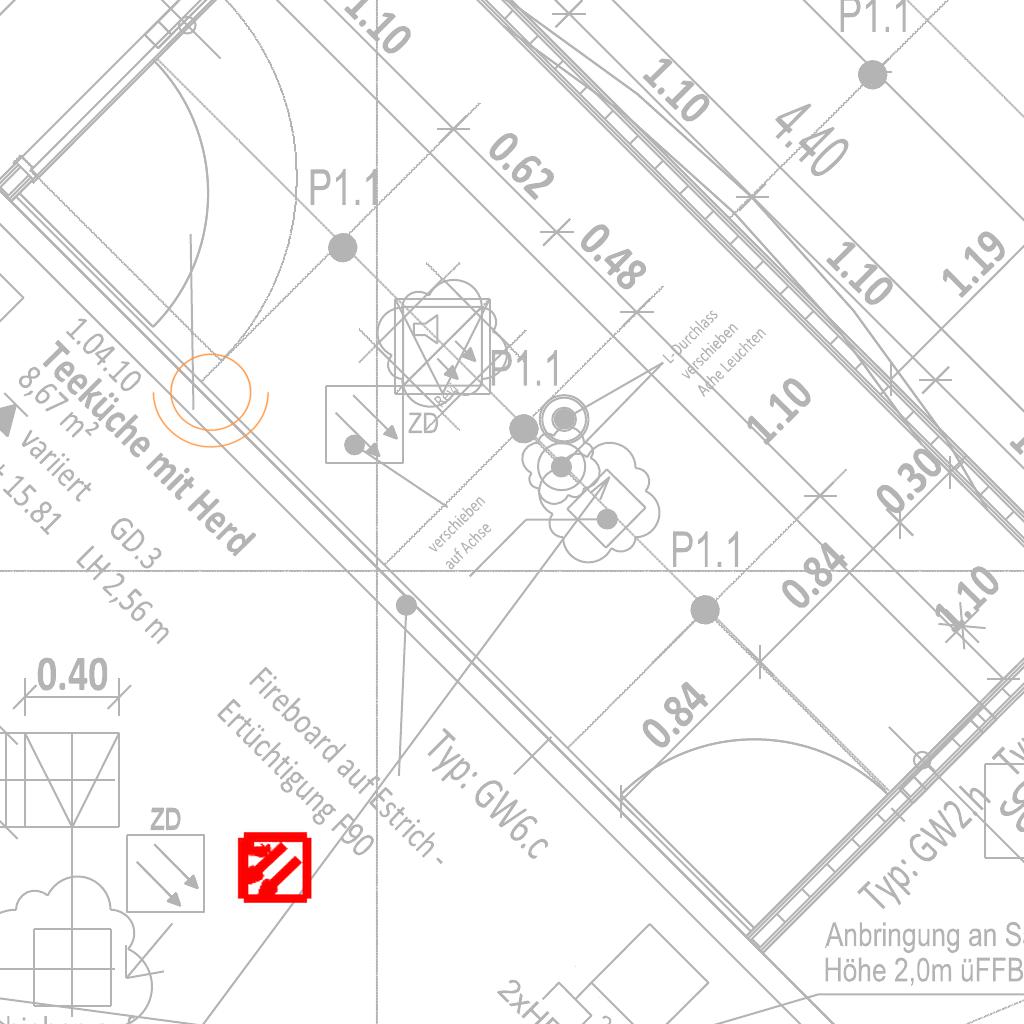 1.10
P1.1
1.10
4.40
0.62
P1.1
0.48
1.10
1.19
L-Durchlass
verschieben
Ache Leuchten
1.04.10
Teeküche mit Herd
8,67 m²
variiert
15.81
GD.3
LH 2,56 m
P1.1
ZD
1.10
0.30
verschieben
auf Achse
P1.1
0.84
1.10
0.40
0.84
Fireboard auf Estrich -
Ertüchtigung F90
Typ: GW6.c
Typ: GW2.h
ZD
Anbringung an S
Höhe 2,0m üFFB
2xH